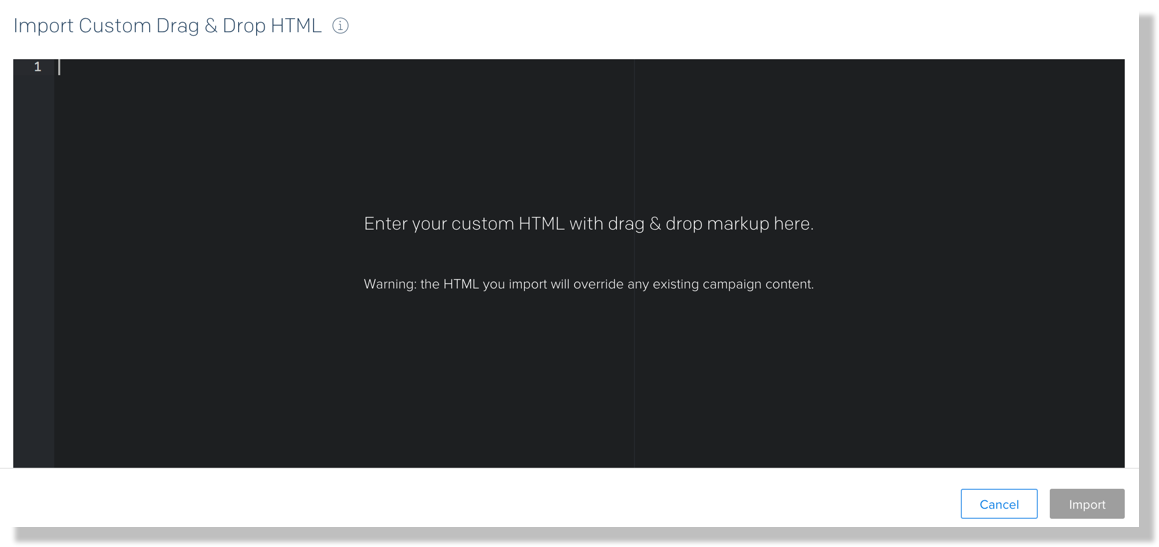 Import Custom Drag & Drop HTML
1
Enter your custom HTML with drag & drop markup here.
Warning: the HTML you import will override any existing campaign content.
Cancel Import